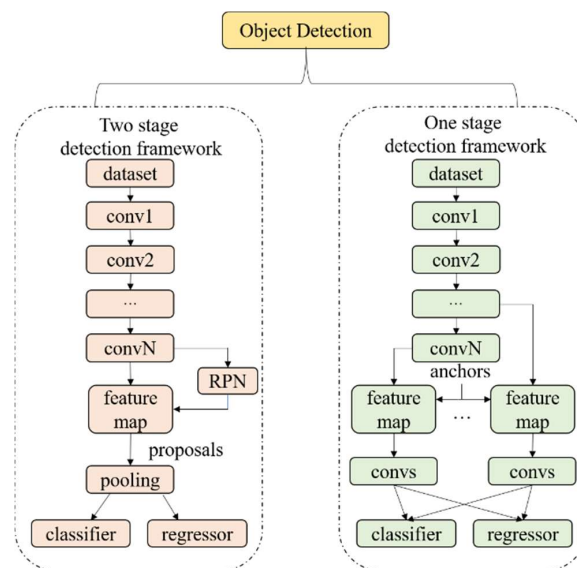 Object Detection
Two stage
detection framework
dataset
conv1
conv2
...
convN
RPN
feature
map
proposals
pooling
classifier
regressor
One stage
detection framework
dataset
conv1
conv2
...
convN
anchors
feature
map
...
feature
map
convs
convs
classifier
regressor